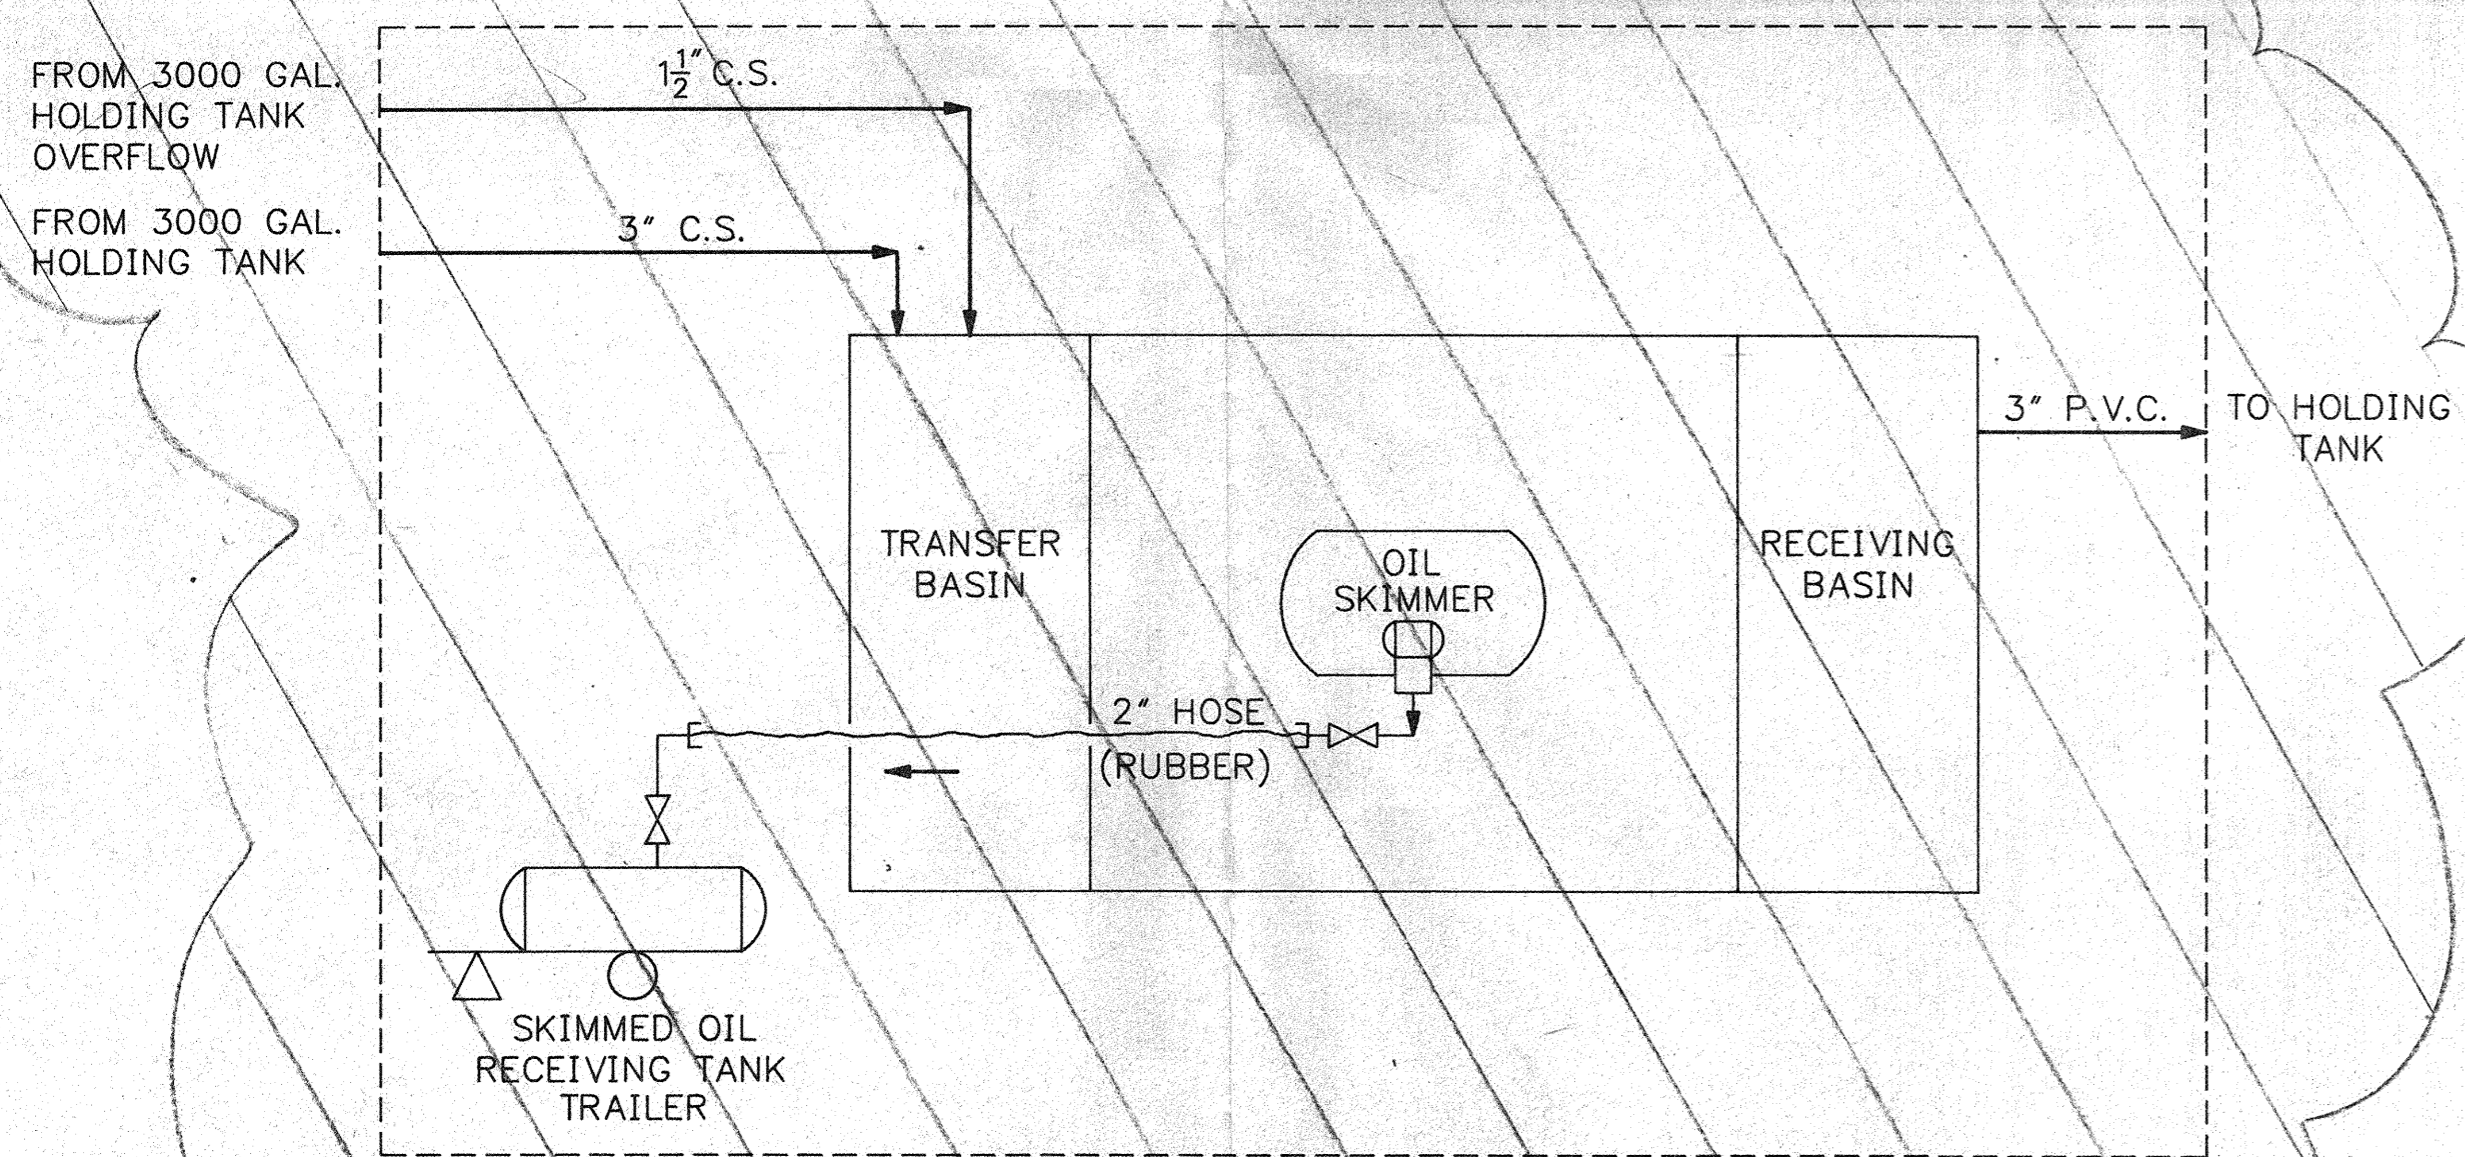 FROM 3000 GAL.
HOLDING TANK
OVERFLOW
1 1/2" C.S.
FROM 3000 GAL.
HOLDING TANK
3" C.S.
3" P.V.C.
TO HOLDING
TANK
TRANSFER
BASIN
OIL
SKIMMER
RECEIVING
BASIN
2" HOSE
(RUBBER)
SKIMMED OIL
RECEIVING TANK
TRAILER